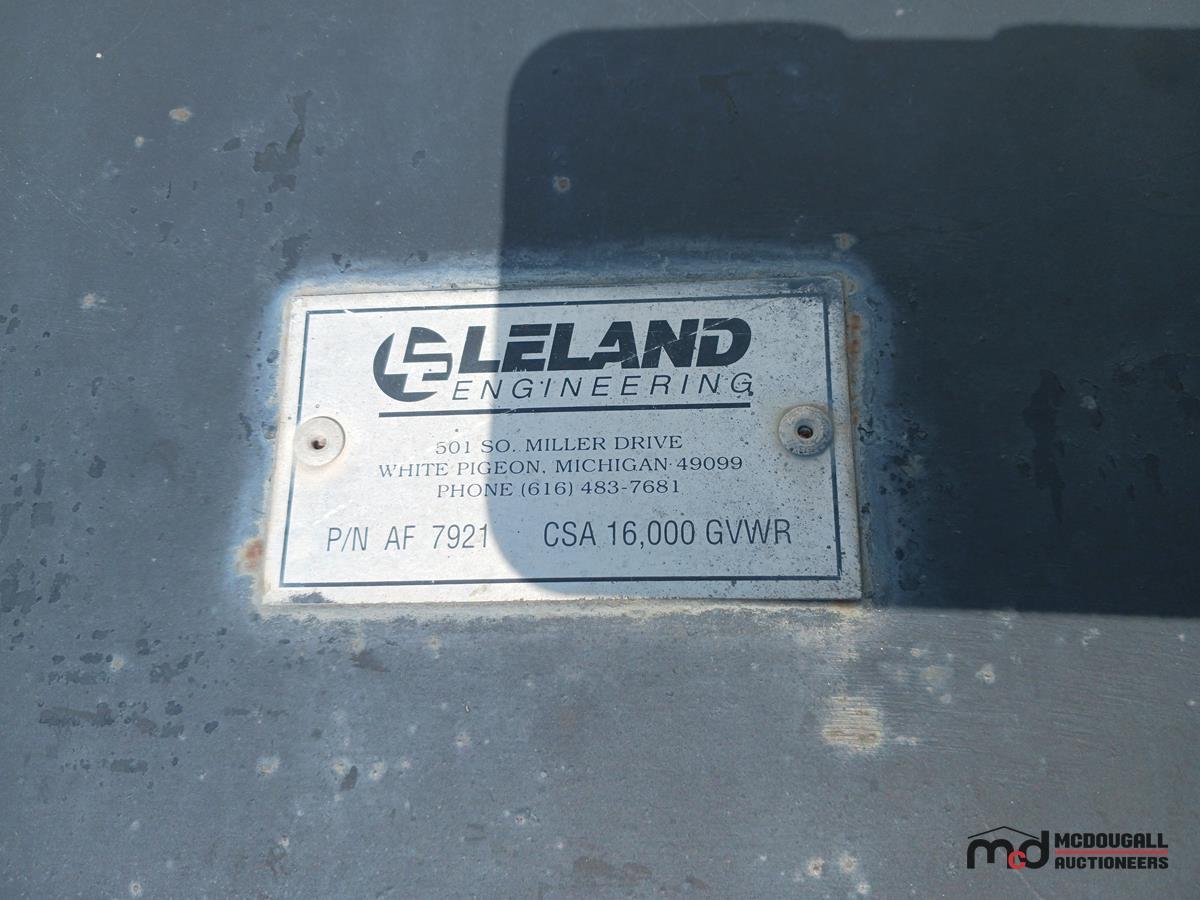 LELAND
ENGINEERING
501 SO. MILLER DRIVE
WHITE PIGEON, MICHIGAN 49099
PHONE (616) 483-7681
P/N AF 7921 CSA 16,000 GVWR
mcd MCDOUGALL
AUCTIONEERS